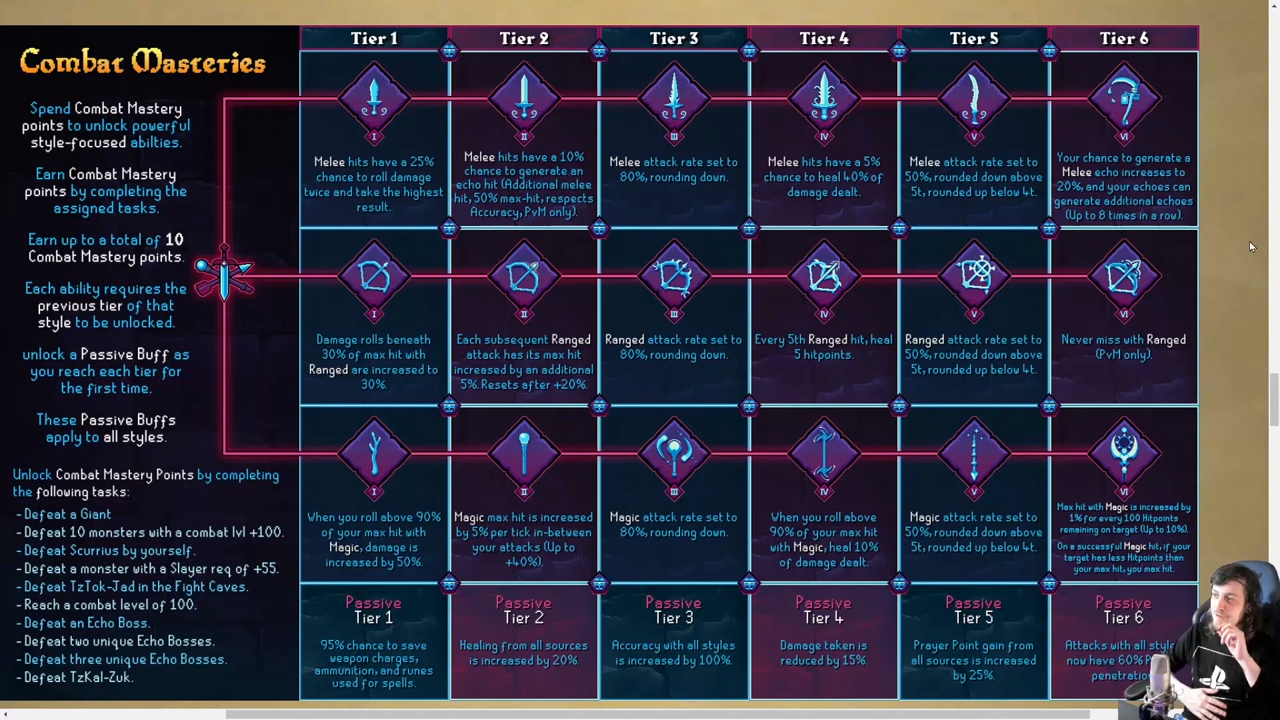 Combat Masteries
Spend Combat Mastery
points to unlock powerful
style-focused abilties.
Earn Combat Mastery
points by completing the
assigned tasks.
Earn up to a total of 10
Combat Mastery points.
Each ability requires the
previous tier of that
style to be unlocked.
unlock a Passive Buff as
you reach each tier for
the first time.
These Passive Buffs
apply to all styles.
Unlock Combat Mastery Points by completing
the following tasks:
- Defeat a Giant
- Defeat 10 monsters with a combat lvl +100.
- Defeat Scurrius by yourself.
- Defeat a monster with a Slayer req of +55.
- Defeat TzTok-Jad in the Fight Caves.
- Reach a combat level of 100.
- Defeat an Echo Boss.
- Defeat two unique Echo Bosses.
- Defeat three unique Echo Bosses.
- Defeat TzKal-Zuk.
Tier 1
Tier 2
Tier 3
Tier 4
Tier 5
Tier 6
I
Melee hits have a 25%
chance to roll damage
twice and take the highest
result.
II
Melee hits have a 10%
chance to generate an
echo hit (Additional melee
hit, 50% max-hit, respects
Accuracy, PvM only).
III
Melee attack rate set to
80%, rounding down.
IV
Melee hits have a 5%
chance to heal 40% of
damage dealt.
V
Melee attack rate set to
50%, rounded down above
5t, rounded up below 4t.
VI
Your chance to generate a
Melee echo increases to
20%, and your echoes can
generate additional echoes
(Up to 8 times in a row).
I
Damage rolls beneath
30% of max hit with
Ranged are increased to
30%.
II
Each subsequent Ranged
attack has its max hit
increased by an additional
5%. Resets after +20%.
III
Ranged attack rate set to
80%, rounding down.
IV
Every 5th Ranged hit, heal
5 hitpoints.
V
Ranged attack rate set to
50%, rounded down above
5t, rounded up below 4t.
VI
Never miss with Ranged
(PvM only).
I
When you roll above 90%
of your max hit with
Magic, damage is
increased by 50%.
II
Magic max hit is increased
by 5% per tick in-between
your attacks (Up to
+40%).
III
Magic attack rate set to
80%, rounding down.
IV
When you roll above
90% of your max hit
with Magic, heal 10%
of damage dealt.
V
Magic attack rate set to
50%, rounded down above
5t, rounded up below 4t.
VI
Max hit with Magic is increased by
1% for every 100 Hitpoints
remaining on target (Up to 10%).
On a successful Magic hit, if your
target has less Hitpoints than
your max hit, you max hit.
Passive
Tier 1
95% chance to save
weapon charges,
ammunition, and runes
used for spells.
Passive
Tier 2
Healing from all sources
is increased by 20%.
Passive
Tier 3
Accuracy with all styles
is increased by 100%.
Passive
Tier 4
Damage taken is
reduced by 15%.
Passive
Tier 5
Prayer Point gain from
all sources is increased
by 25%.
Passive
Tier 6
Attacks with all
now have 60%